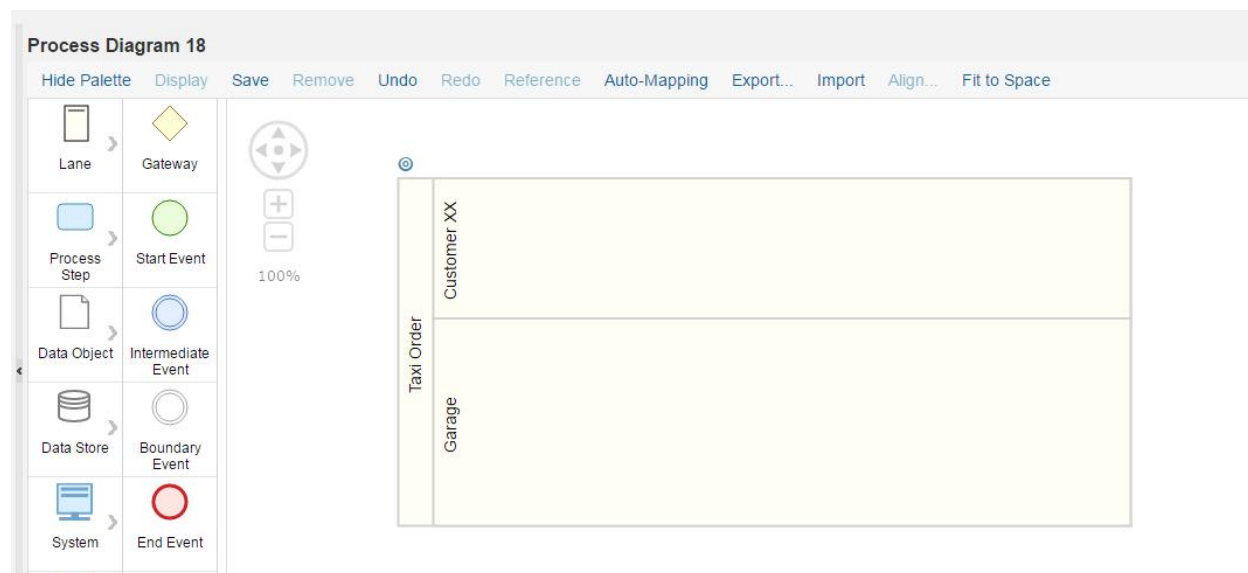 Process Diagram 18
Hide Palette Display Save Remove Undo Redo Reference Auto-Mapping Export... Import Align... Fit to Space
Lane
Gateway
Process
Step
Start Event
Data Object
Intermediate
Event
Data Store
Boundary
Event
System
End Event
100%
Taxi Order
Customer XX
Garage